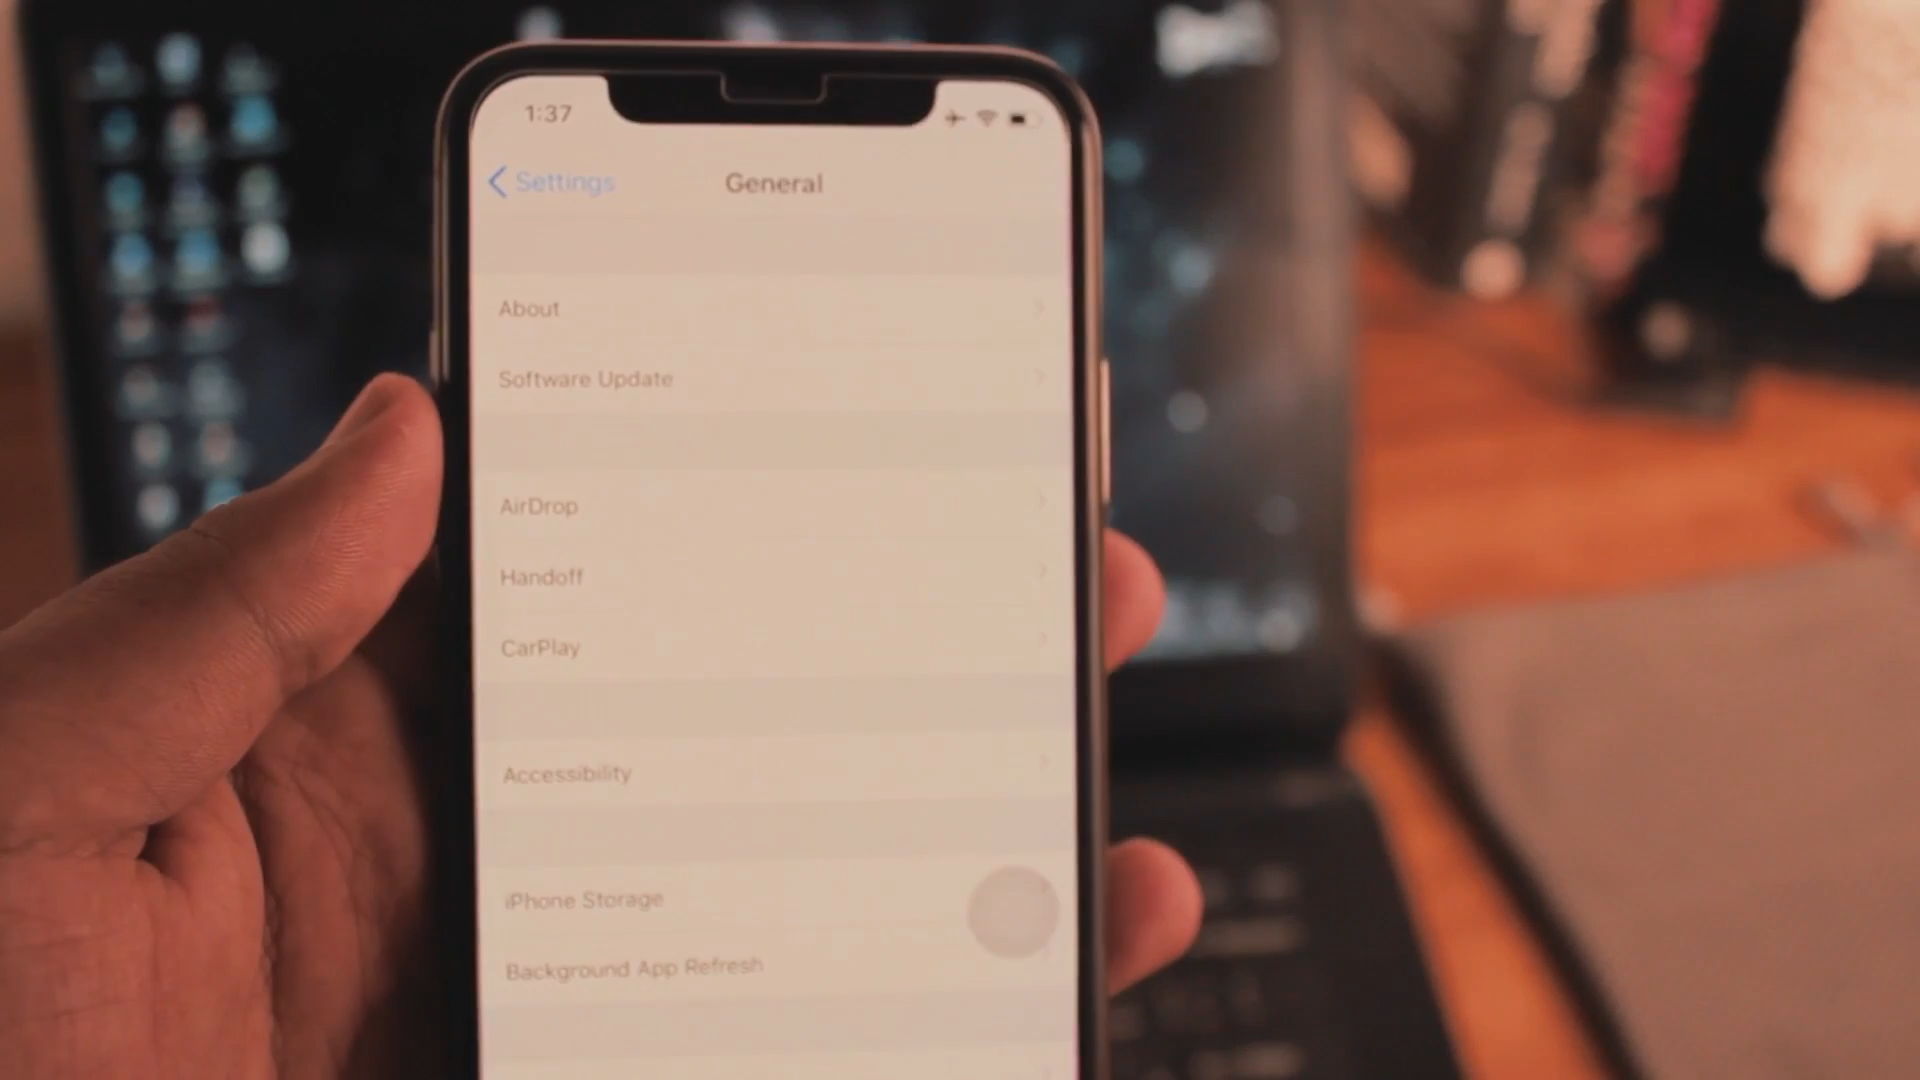 1:37
Settings
General
About
Software Update
AirDrop
Handoff
CarPlay
Accessibility
iPhone Storage
Background App Refresh